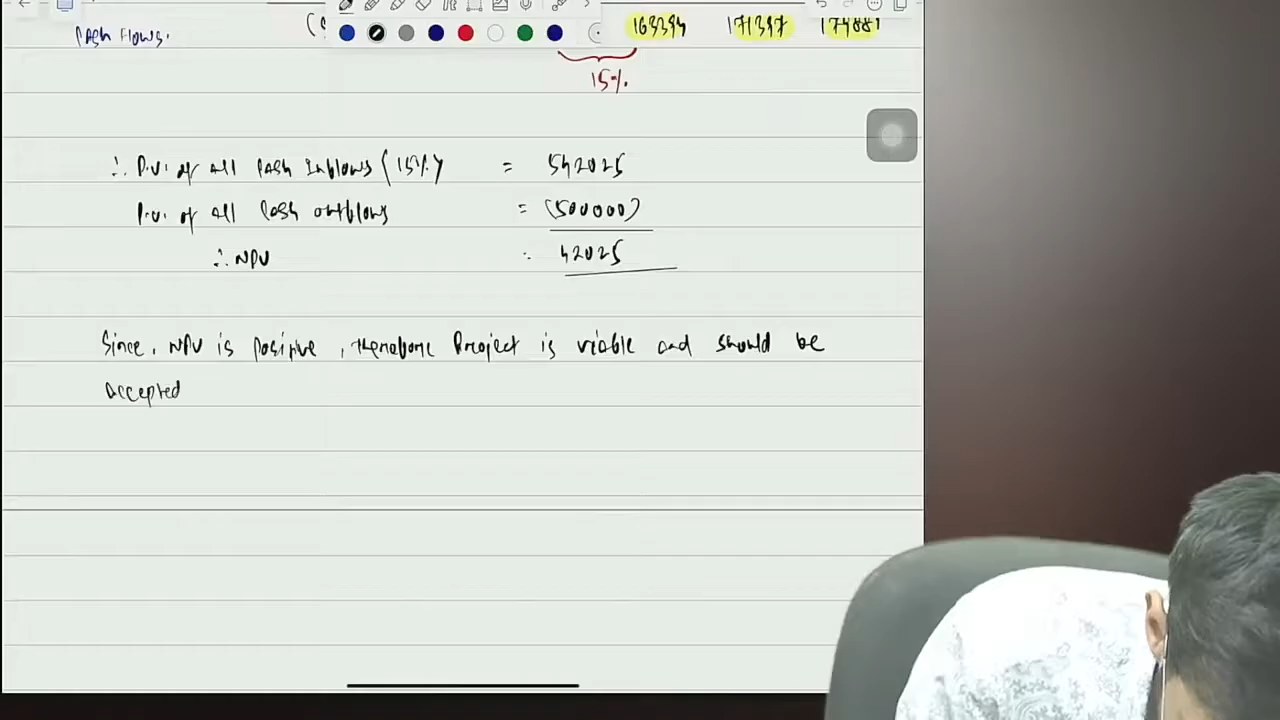 Cash Flows. 163394 171397 174881
15%
∴ P.V. of all Cash Inflows (15%) = 542025
P.V. of all Cash outflows = (500000)
∴ NPV = 42025
Since, NPV is positive, therefore Project is viable and should be
accepted